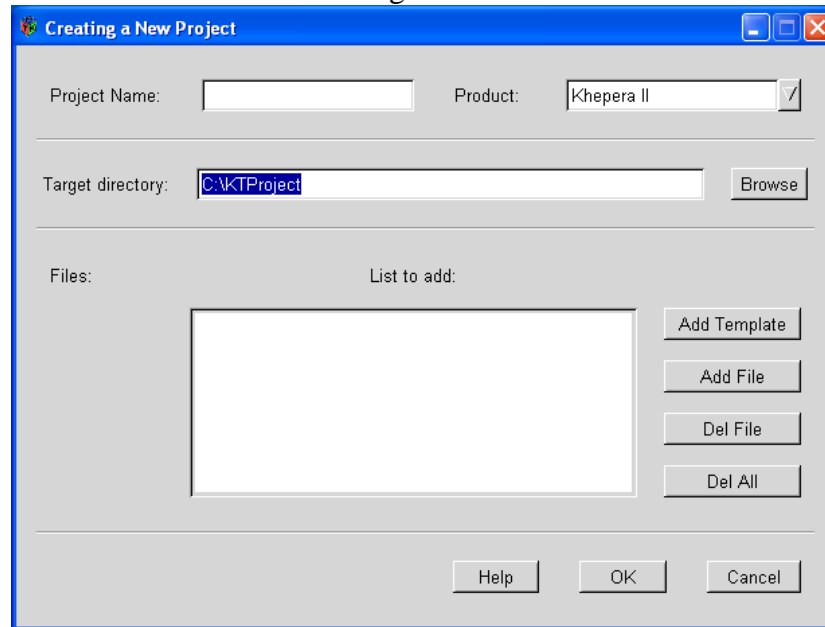 Creating a New Project
Project Name: Product: Khepera II
Target directory: C:\KTProject Browse
Files: List to add:
Add Template
Add File
Del File
Del All
Help OK Cancel